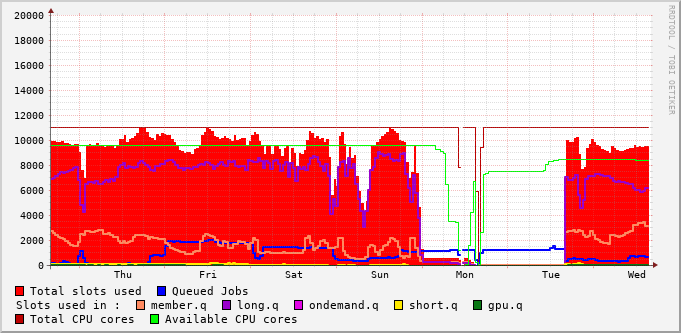 20000
18000
16000
14000
12000
10000
8000
6000
4000
2000
0
Thu Fri Sat Sun Mon Tue Wed
Total slots used Queued Jobs
Slots used in : member.q long.q ondemand.q short.q gpu.q
Total CPU cores Available CPU cores
RRDTOOL / TOBI OETIKER